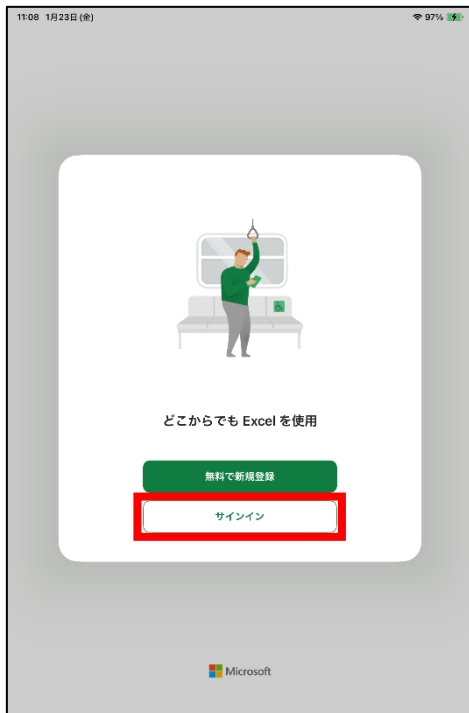 11:08 1月23日(金) 97%
どこからでも Excel を使用
無料で新規登録
サインイン
Microsoft